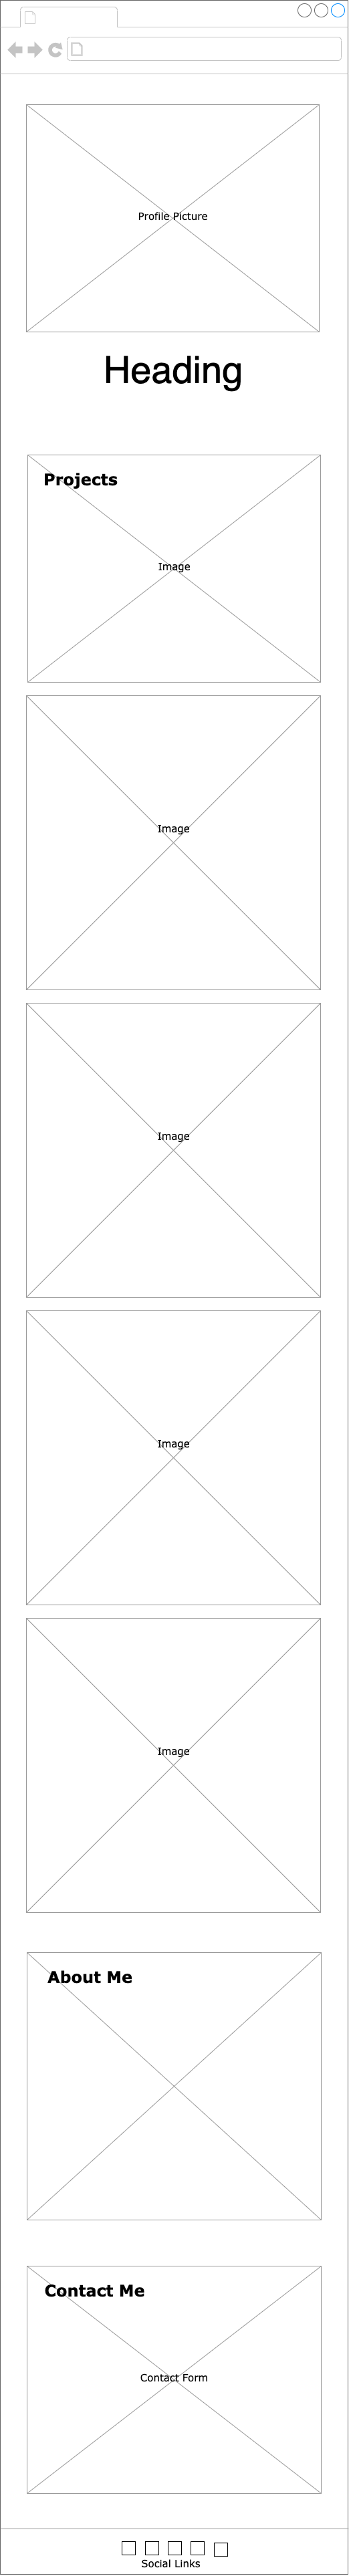 Profile Picture
Heading
Projects
Image
Image
Image
Image
Image
About Me
Contact Me
Contact Form
Social Links